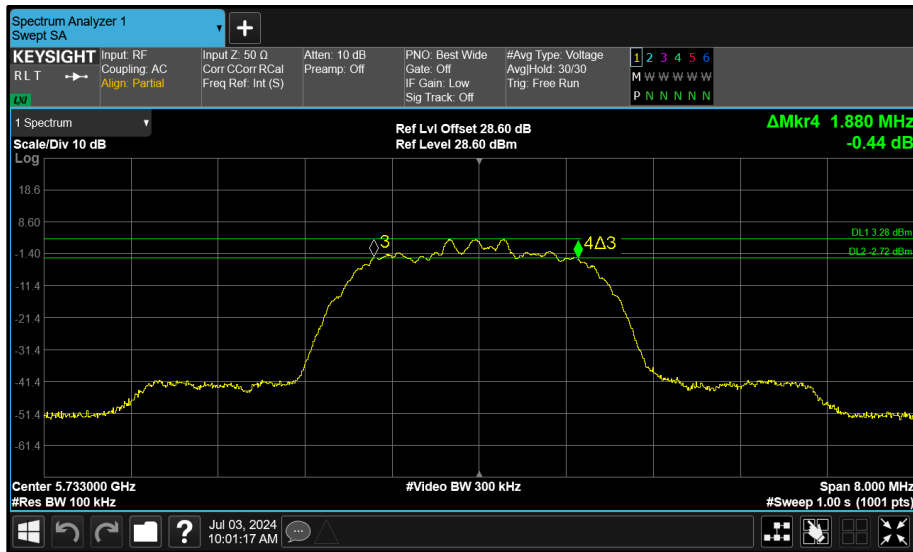 Spectrum Analyzer 1
Swept SA
KEYSIGHT
R L T
LXI
Input: RF
Coupling: AC
Align: Partial
Input Z: 50 Ω
Corr CCorr RCal
Freq Ref: Int (S)
Atten: 10 dB
Preamp: Off
PNO: Best Wide
Gate: Off
IF Gain: Low
Sig Track: Off
#Avg Type: Voltage
Avg|Hold: 30/30
Trig: Free Run
1 2 3 4 5 6
M W W W W W
P N N N N N
1 Spectrum
Scale/Div 10 dB
Ref Lvl Offset 28.60 dB
Ref Level 28.60 dBm
ΔMkr4 1.880 MHz
-0.44 dB
Log
18.6
8.60
-1.40
-11.4
-21.4
-31.4
-41.4
-51.4
-61.4
3
4Δ3
DL1 3.28 dBm
DL2 -2.72 dBm
Center 5.733000 GHz
#Video BW 300 kHz
Span 8.000 MHz
#Res BW 100 kHz
#Sweep 1.00 s (1001 pts)
?
Jul 03, 2024
10:01:17 AM